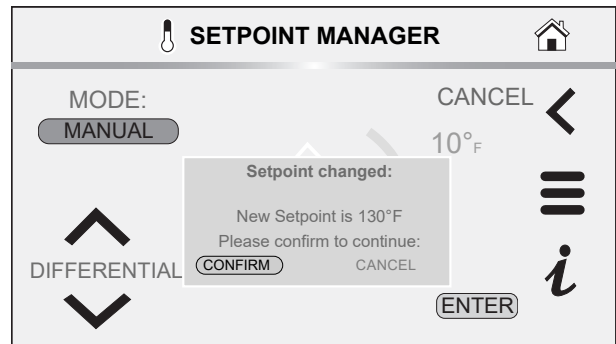 SETPOINT MANAGER
MODE:
MANUAL
CANCEL
10°F
Setpoint changed:
New Setpoint is 130°F
Please confirm to continue:
CONFIRM CANCEL
DIFFERENTIAL
i
ENTER